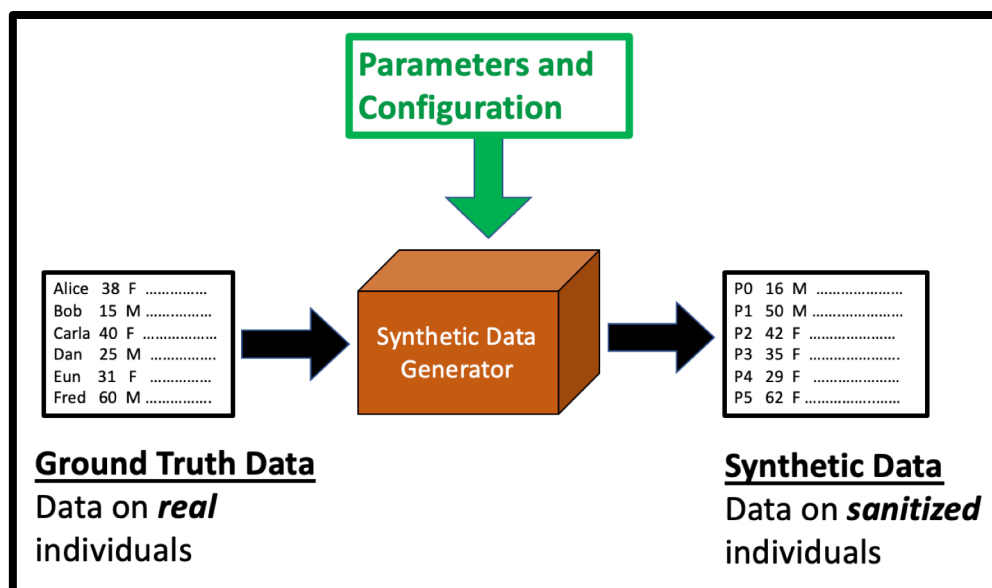 Parameters and
Configuration
Alice 38 F ..............
Bob 15 M ...............
Carla 40 F .................
Dan 25 M ...............
Eun 31 F ..............
Fred 60 M ...............
Synthetic Data
Generator
P0 16 M ....................
P1 50 M ....................
P2 42 F ....................
P3 35 F .....................
P4 29 F ....................
P5 62 F ......................
Ground Truth Data
Data on real
individuals
Synthetic Data
Data on sanitized
individuals